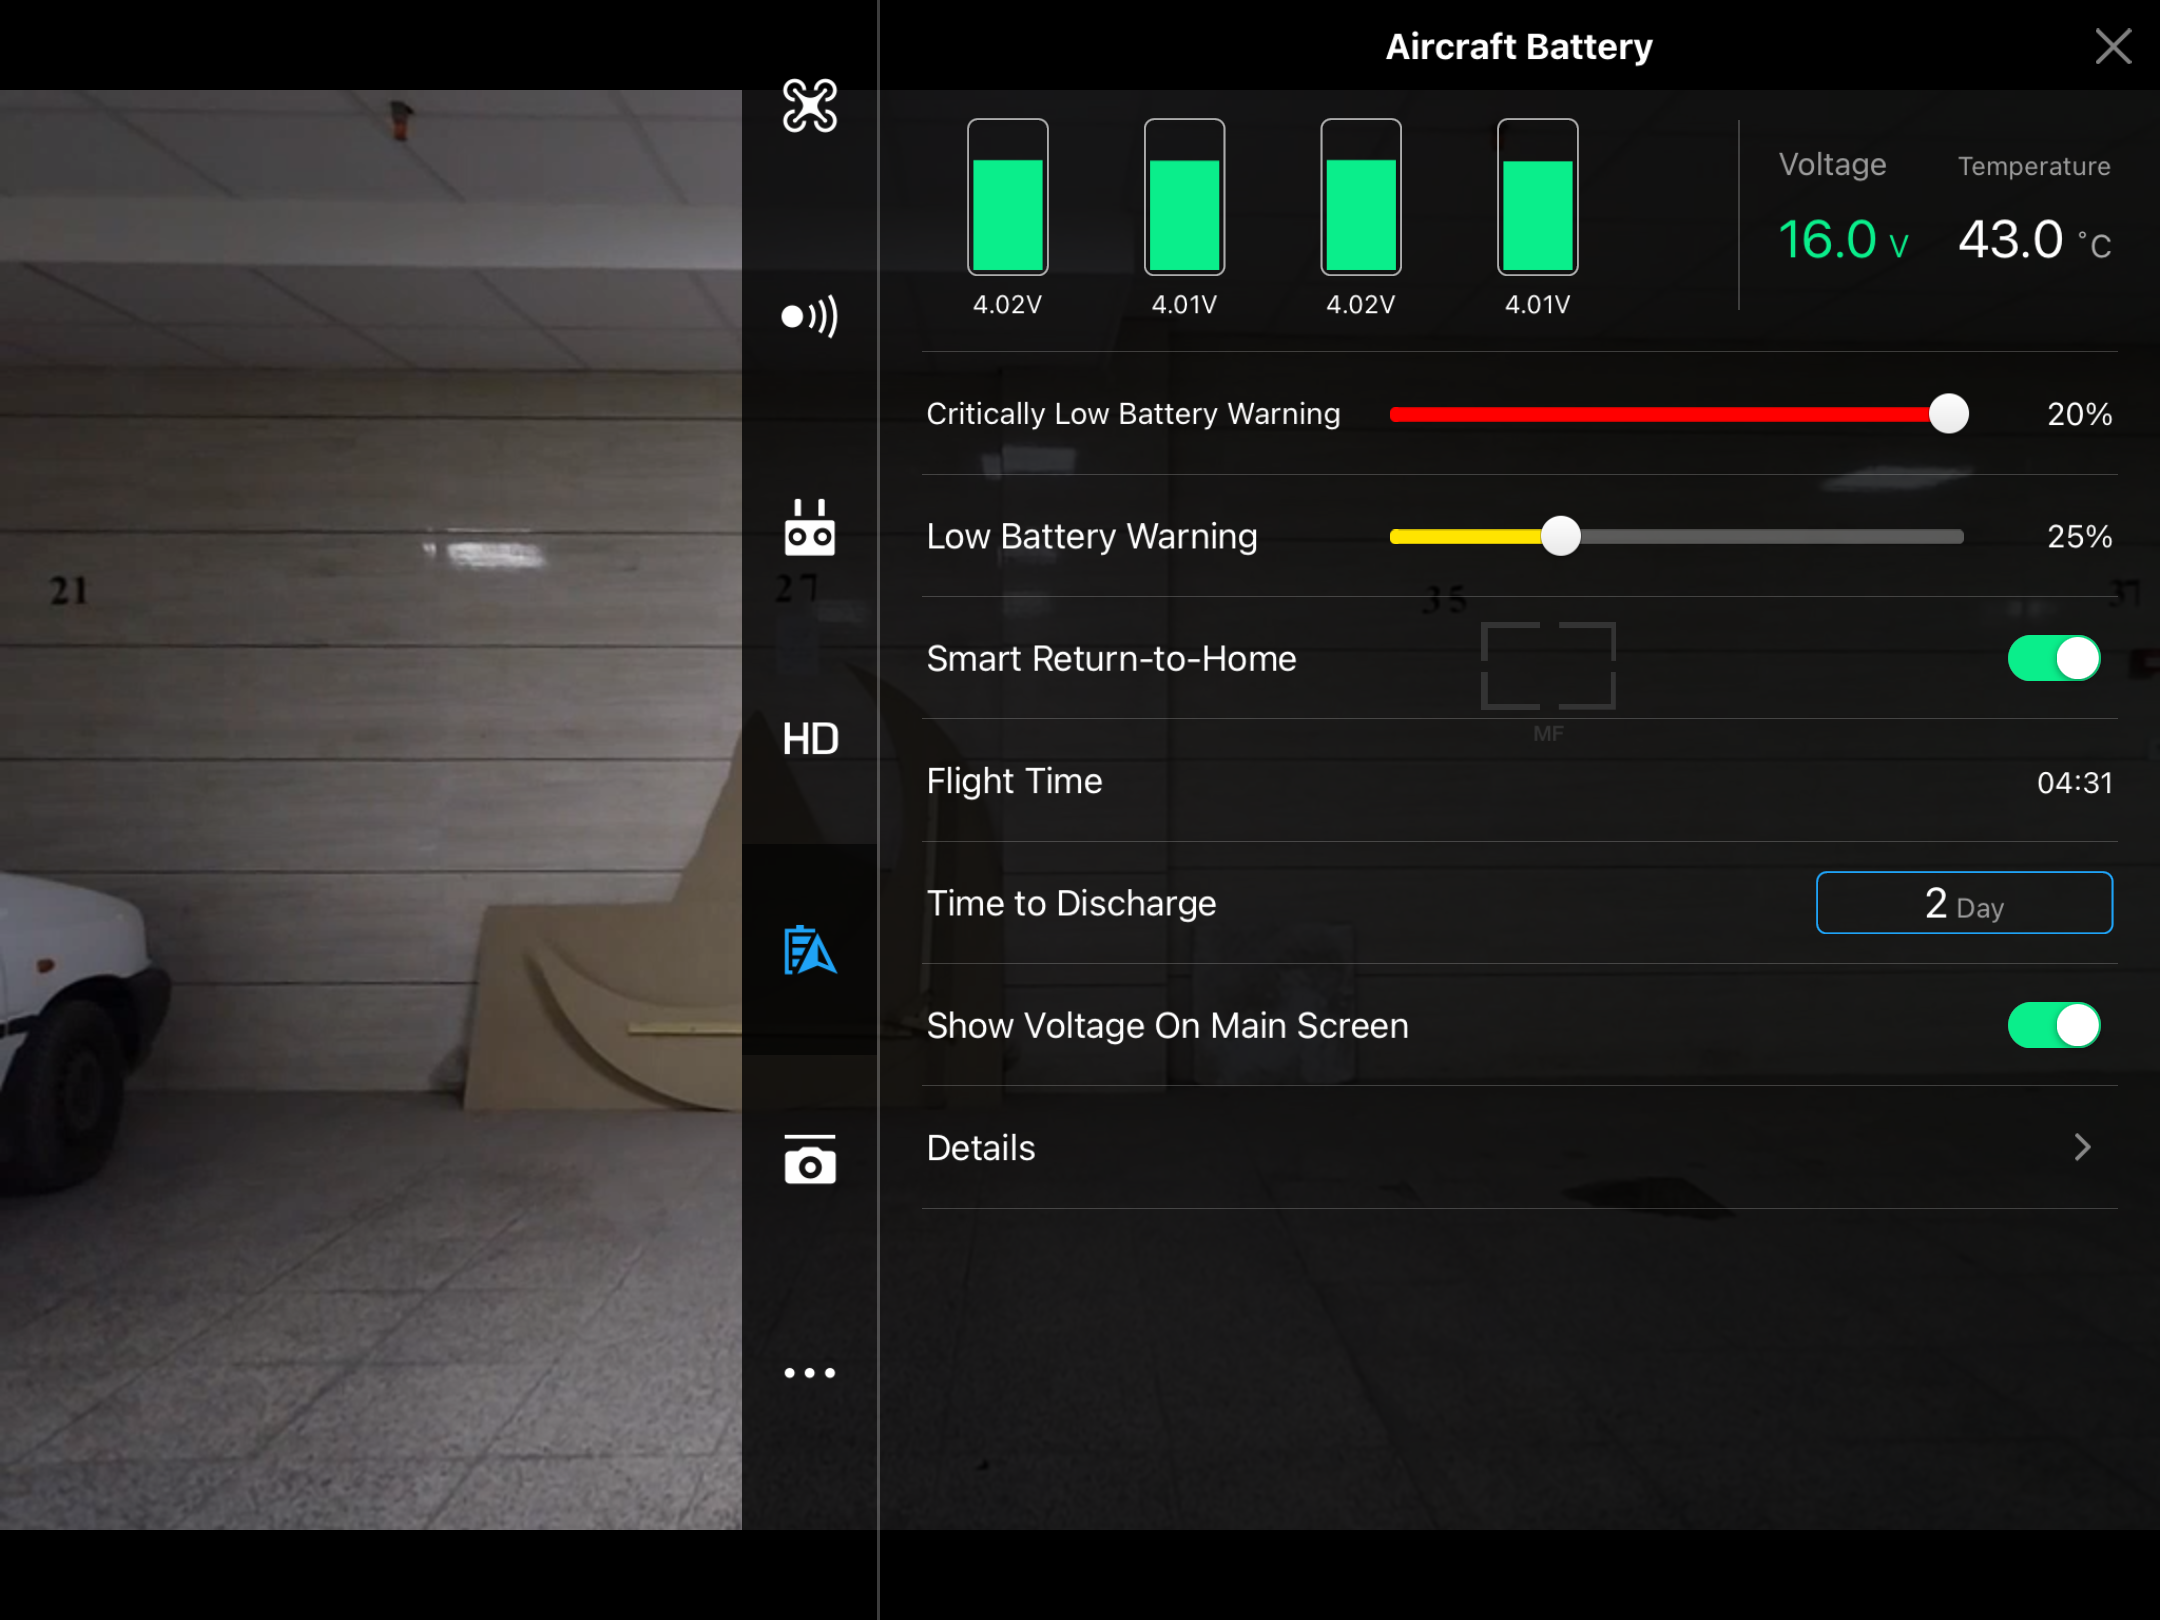 Aircraft Battery
Voltage Temperature
16.0 V 43.0 °C
4.02V 4.01V 4.02V 4.01V
Critically Low Battery Warning 20%
Low Battery Warning 25%
21
27
35
37
Smart Return-to-Home
MF
HD
Flight Time 04:31
Time to Discharge 2 Day
Show Voltage On Main Screen
Details